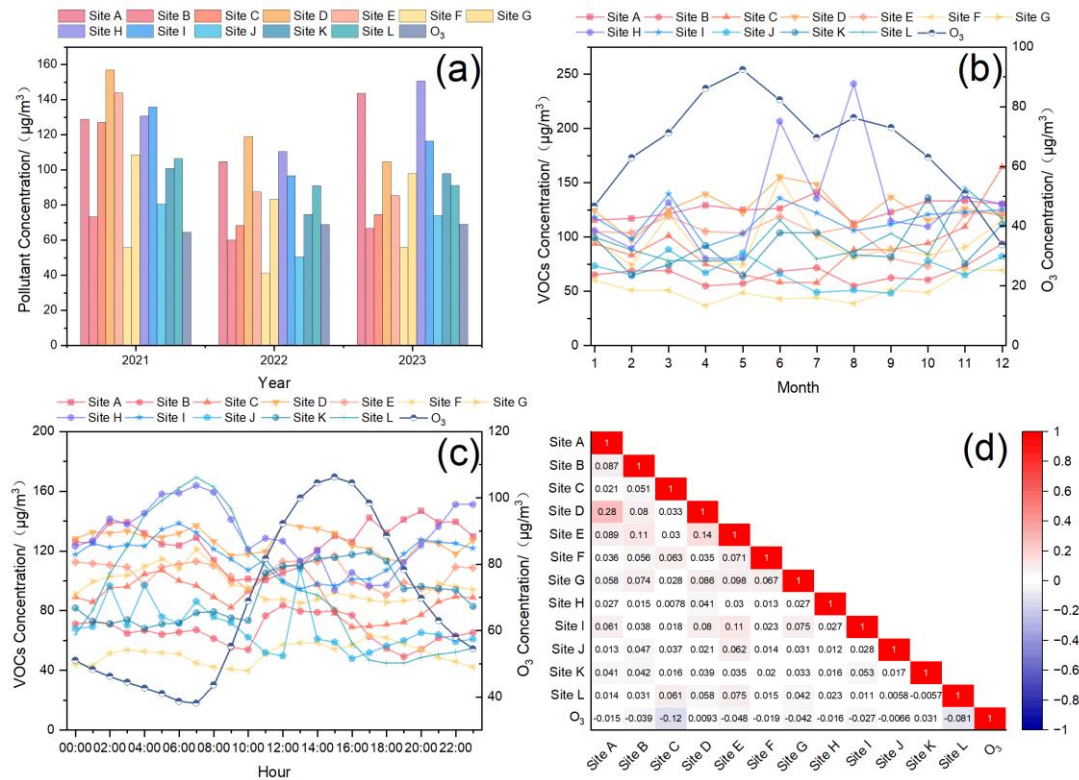 Site A Site B Site C Site D Site E Site F Site G
Site H Site I Site J Site K Site L O₃
(a)
Pollutant Concentration/（μg/m³）
160
140
120
100
80
60
40
20
0
2021 2022 2023
Year
Site A Site B Site C Site D Site E Site F Site G
Site H Site I Site J Site K Site L O₃
(b)
VOCs Concentration/（μg/m³）
250
200
150
100
50
0
O₃ Concentration/（μg/m³）
100
80
60
40
20
0
1 2 3 4 5 6 7 8 9 10 11 12
Month
Site A Site B Site C Site D Site E Site F Site G
Site H Site I Site J Site K Site L O₃
(c)
VOCs Concentration/（μg/m³）
200
160
120
80
40
0
O₃ Concentration/（μg/m³）
120
100
80
60
40
00:00 02:00 04:00 06:00 08:00 10:00 12:00 14:00 16:00 18:00 20:00 22:00
Hour
(d)
Site A 1
Site B 0.087 1
Site C 0.021 0.051 1
Site D 0.28 0.08 0.033 1
Site E 0.089 0.11 0.03 0.14 1
Site F 0.036 0.056 0.063 0.035 0.071 1
Site G 0.058 0.074 0.028 0.086 0.098 0.067 1
Site H 0.027 0.015 0.0078 0.041 0.03 0.013 0.027 1
Site I 0.061 0.038 0.018 0.08 0.11 0.023 0.075 0.027 1
Site J 0.013 0.047 0.037 0.021 0.062 0.014 0.031 0.012 0.028 1
Site K 0.041 0.042 0.016 0.039 0.035 0.02 0.033 0.016 0.053 0.017 1
Site L 0.014 0.031 0.061 0.058 0.075 0.015 0.042 0.023 0.011 0.0058 -0.0057 1
O₃ -0.015 -0.039 -0.12 0.0093 -0.048 -0.019 -0.042 -0.016 -0.027 -0.0066 0.031 -0.081 1
Site A Site B Site C Site D Site E Site F Site G Site H Site I Site J Site K Site L O₃
1
0.8
0.6
0.4
0.2
0
-0.2
-0.4
-0.6
-0.8
-1